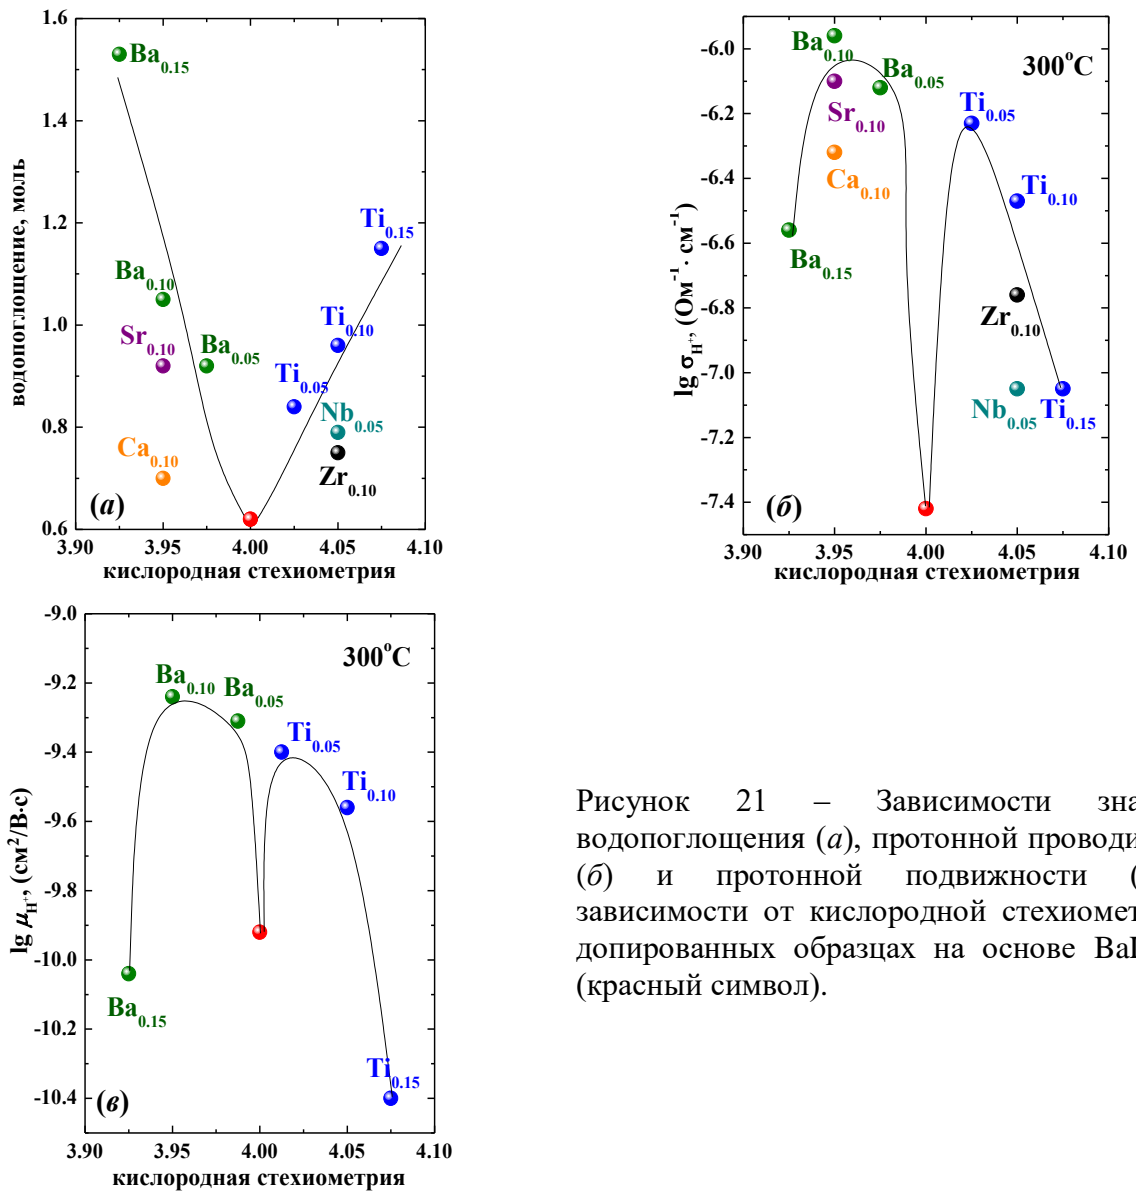 1.6
1.4
1.2
1.0
0.8
0.6
водопоглощение, моль
Ba0.15
Ba0.10
Sr0.10
Ba0.05
Ca0.10
Ti0.15
Ti0.10
Ti0.05
Nb0.05
Zr0.10
(а)
3.90 3.95 4.00 4.05 4.10
кислородная стехиометрия
-6.0
-6.2
-6.4
-6.6
-6.8
-7.0
-7.2
-7.4
lg σH+, (Ом-1· см-1)
300°C
Ba0.10
Ba0.05
Sr0.10
Ca0.10
Ba0.15
Ti0.05
Ti0.10
Zr0.10
Nb0.05
Ti0.15
(б)
3.90 3.95 4.00 4.05 4.10
кислородная стехиометрия
-9.0
-9.2
-9.4
-9.6
-9.8
-10.0
-10.2
-10.4
lg μH+, (см2/В·с)
300°C
Ba0.10
Ba0.05
Ti0.05
Ti0.10
Ba0.15
Ti0.15
(в)
3.90 3.95 4.00 4.05 4.10
кислородная стехиометрия
Рисунок 21 – Зависимости зна
водопоглощения (а), протонной проводи
(б) и протонной подвижности (
зависимости от кислородной стехиомет
допированных образцах на основе
(красный символ).